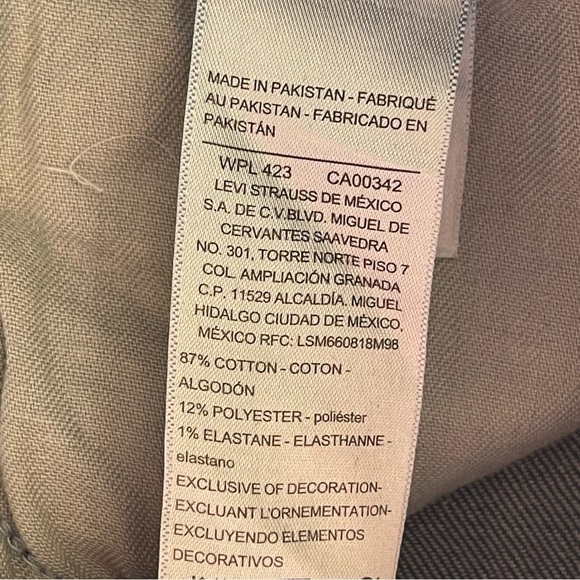 MADE IN PAKISTAN - FABRIQUÉ
AU PAKISTAN - FABRICADO EN
PAKISTÁN
WPL 423 CA00342
LEVI STRAUSS DE MÉXICO
S.A. DE C.V.BLVD. MIGUEL DE
CERVANTES SAAVEDRA
NO. 301, TORRE NORTE PISO 7
COL. AMPLIACIÓN GRANADA
C.P. 11529 ALCALDÍA. MIGUEL
HIDALGO CIUDAD DE MÉXICO,
MÉXICO RFC: LSM660818M98
87% COTTON - COTON -
ALGODÓN
12% POLYESTER - poliéster
1% ELASTANE - ELASTHANNE -
elastano
EXCLUSIVE OF DECORATION-
EXCLUANT L'ORNEMENTATION-
EXCLUYENDO ELEMENTOS
DECORATIVOS